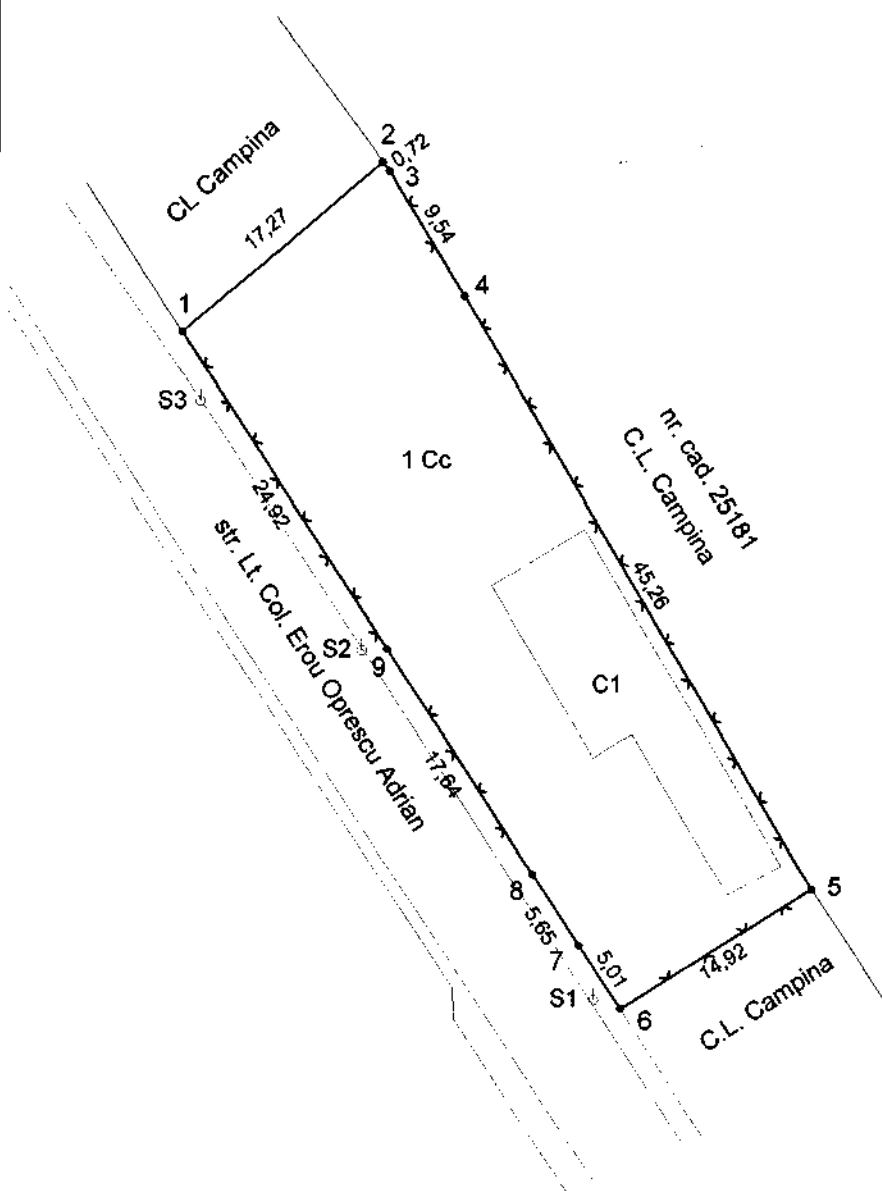 2
0,72
3
CL Campina
17,27
9,54
4
1
S3
1 Cc
nr. cad. 25181
C.L. Campina
24,92
str. Lt. Col. Erou Oprescu Adrian
45,26
S2
9
C1
17,64
8
5
5,65
7
5,01
14,92
S1
6
C.L. Campina